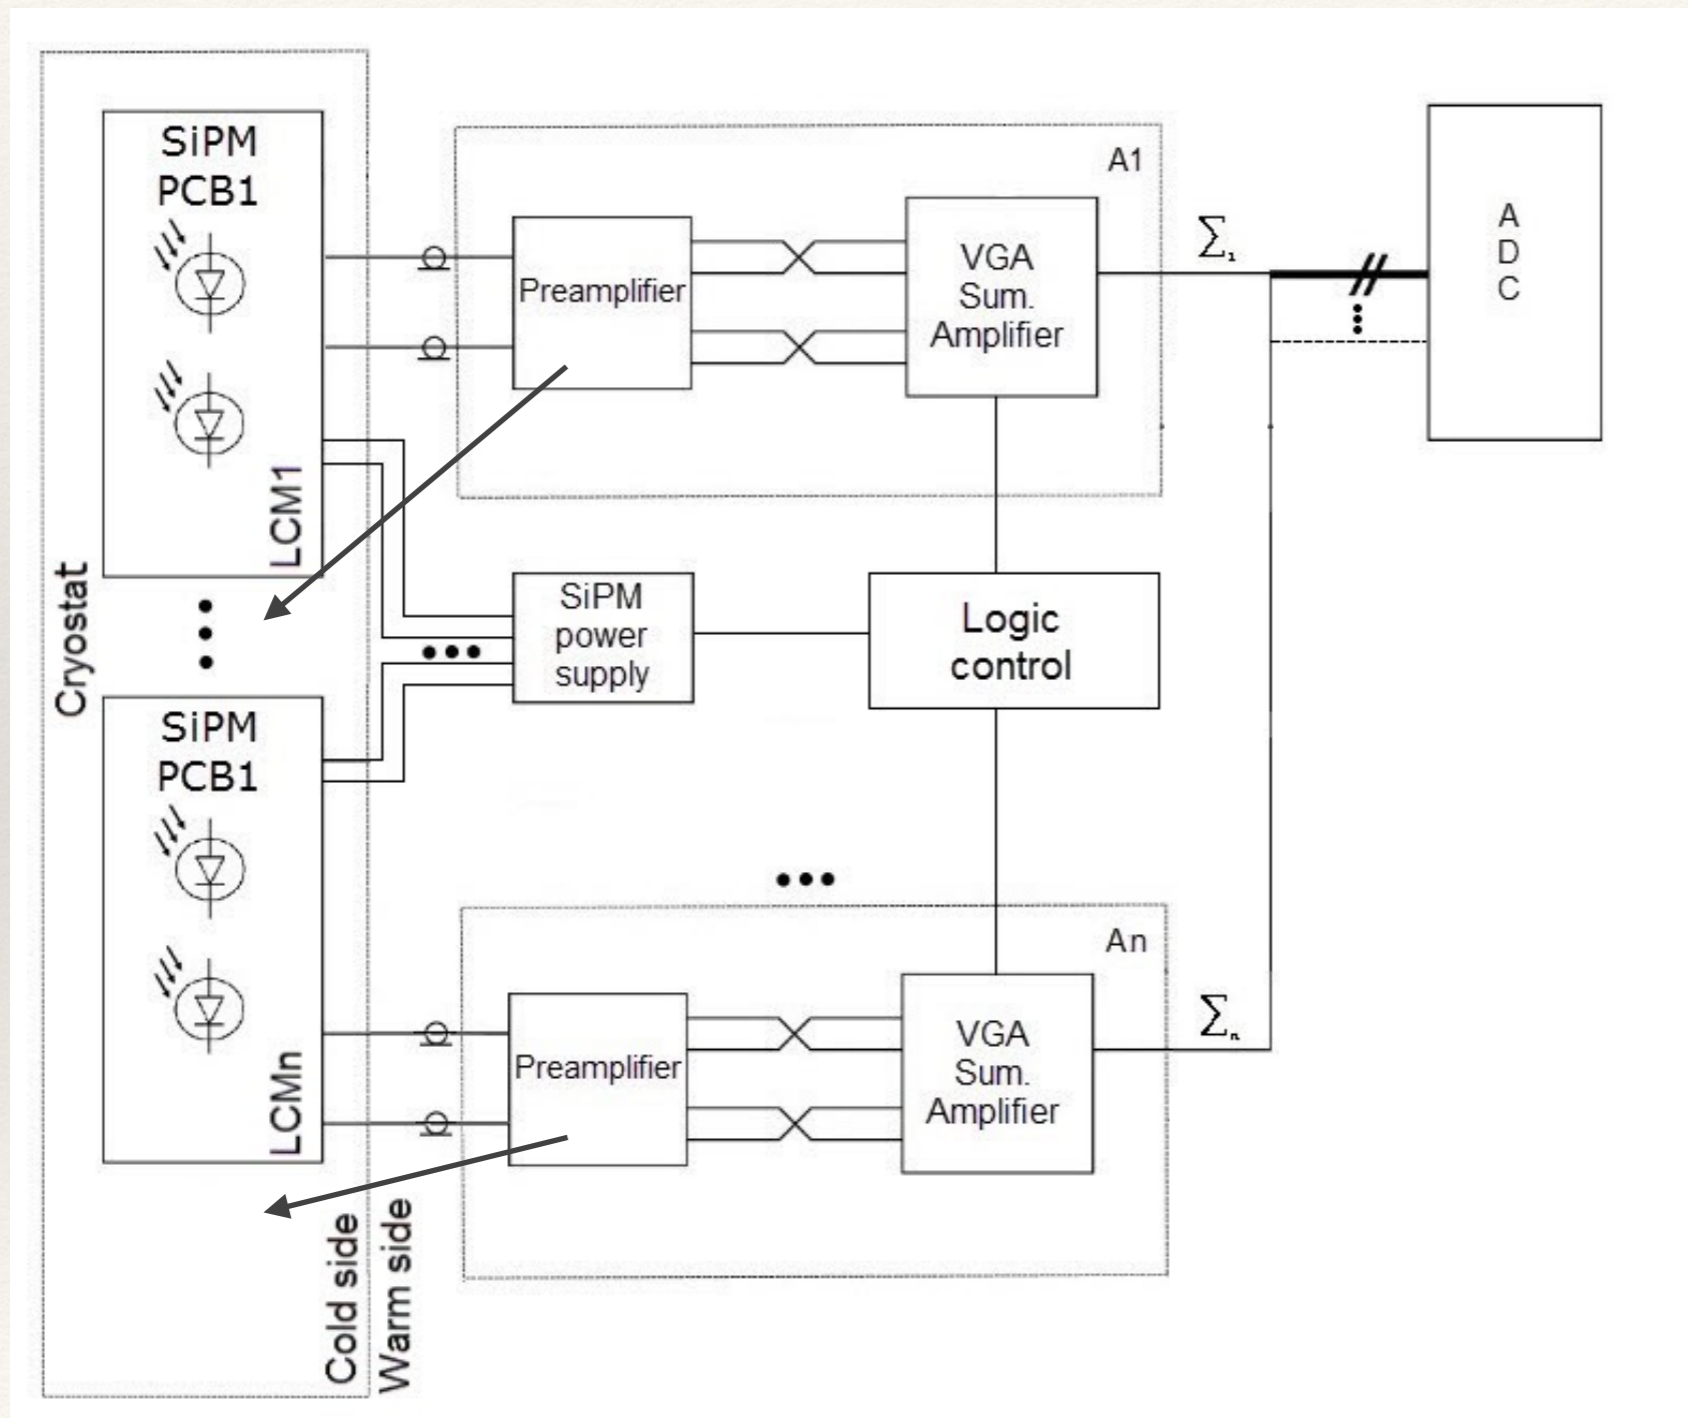 SiPM
PCB1
LCM1
Cryostat
SiPM
PCB1
LCMn
Cold side
Warm side
A1
Preamplifier
VGA
Sum.
Amplifier
∑₁
A
D
C
SiPM
power
supply
Logic
control
An
Preamplifier
VGA
Sum.
Amplifier
∑ₙ